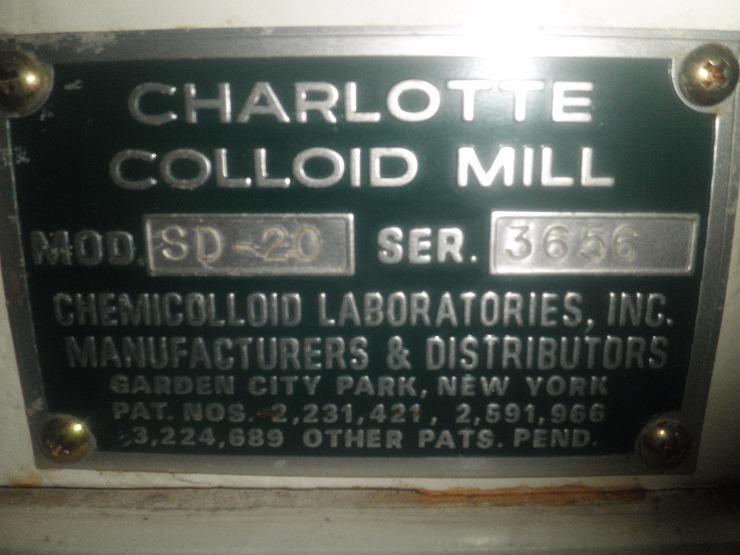 CHARLOTTE
COLLOID MILL
MOD. SD-20 SER. 3656
CHEMICOLLOID LABORATORIES, INC.
MANUFACTURERS & DISTRIBUTORS
GARDEN CITY PARK, NEW YORK
PAT. NOS. 2,231,421, 2,591,966
3,224,689 OTHER PATS. PEND.